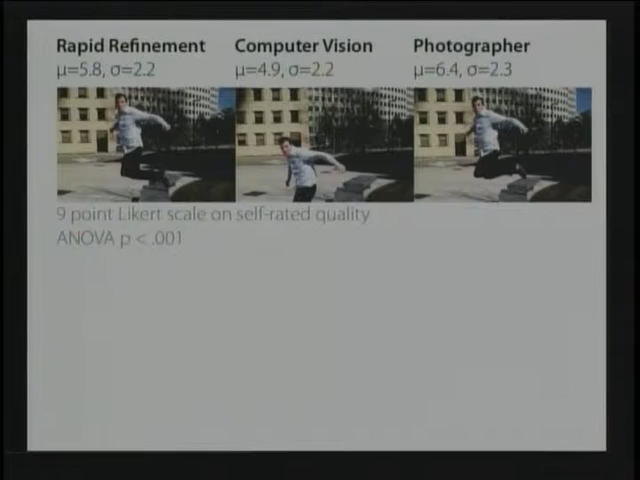 Rapid Refinement
μ=5.8, σ=2.2
Computer Vision
μ=4.9, σ=2.2
Photographer
μ=6.4, σ=2.3
9 point Likert scale on self-rated quality
ANOVA p < .001